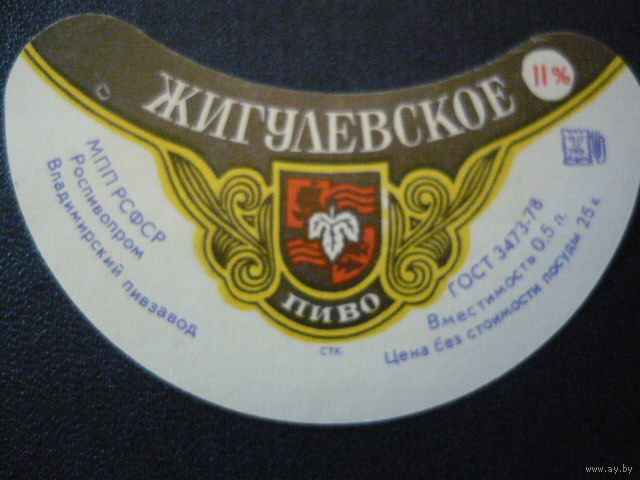 ЖИГУЛЕВСКОЕ
11%
МПП РСФСР
Роспивопром
Владимирский пивзавод
ПИВО
СТК
ГОСТ 3473-78
Вместимость 0,5 л.
Цена без стоимости посуды 25 к
www.ay.by